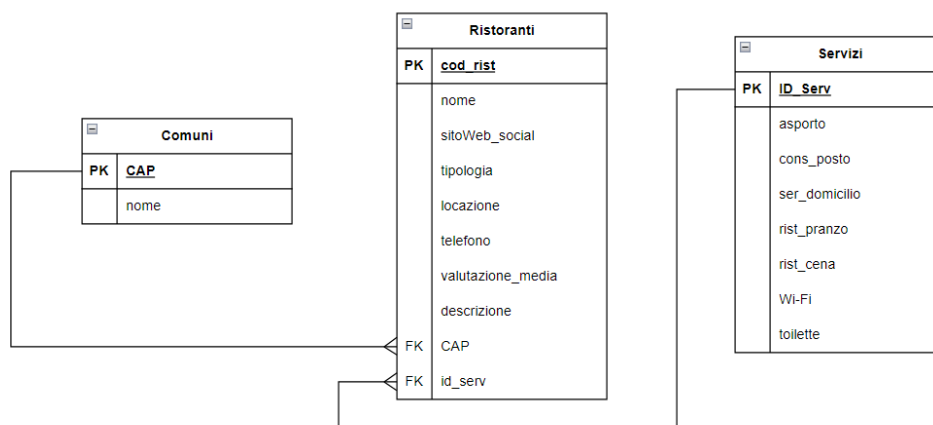 Comuni
PK CAP
nome
Ristoranti
PK cod_rist
nome
sitoWeb_social
tipologia
locazione
telefono
valutazione_media
descrizione
FK CAP
FK id_serv
Servizi
PK ID_Serv
asporto
cons_posto
ser_domicilio
rist_pranzo
rist_cena
Wi-Fi
toilette